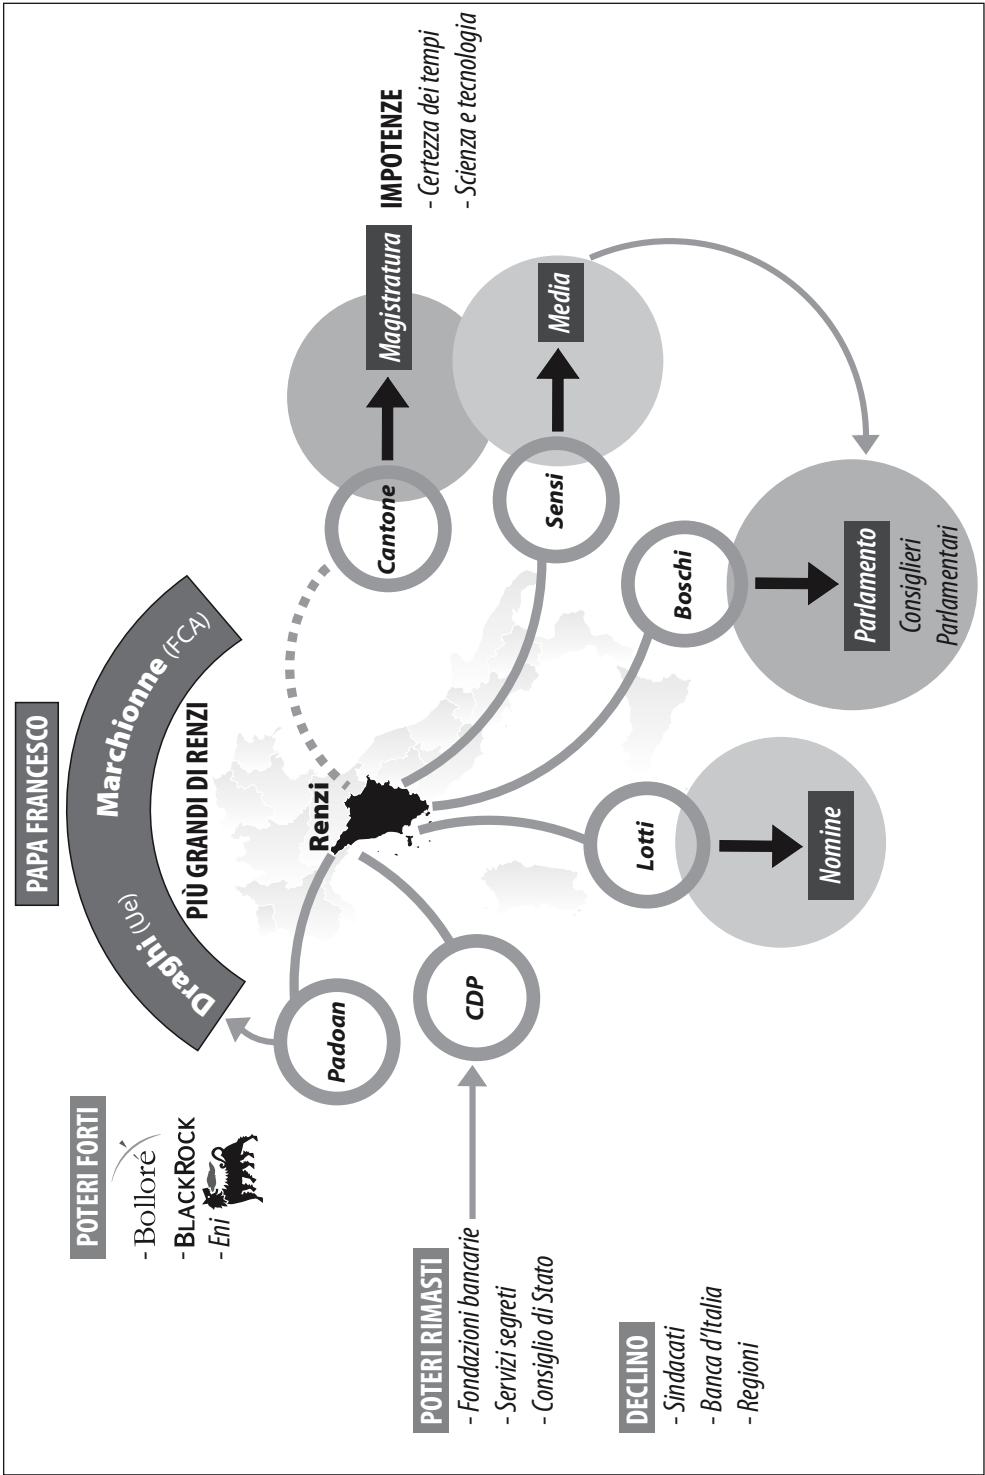 PAPA FRANCESCO
Draghi (Ue) Marchionne (FCA)
PIÙ GRANDI DI RENZI
POTERI FORTI
- Bolloré
- BLACKROCK
- Eni
Renzi
Padoan
CDP
Cantone
Magistratura
IMPOTENZE
- Certezza dei tempi
- Scienza e tecnologia
POTERI RIMASTI
- Fondazioni bancarie
- Servizi segreti
- Consiglio di Stato
Sensi
Media
Lotti
Nomine
Boschi
Parlamento
Consiglieri
Parlamentari
DECLINO
- Sindacati
- Banca d'Italia
- Regioni